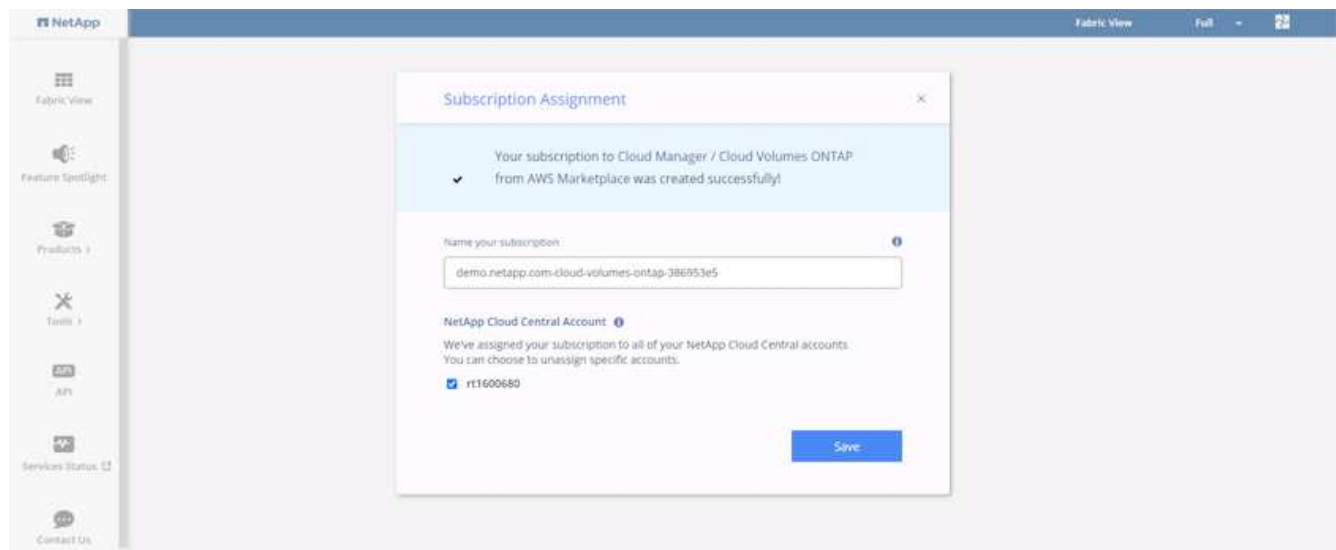 NetApp
Fabric View
Full
Fabric View
Feature Spotlight
Products
Tools
API
API
Services Status
Contact Us
Subscription Assignment
Your subscription to Cloud Manager / Cloud Volumes ONTAP
from AWS Marketplace was created successfully!
Name your subscription
demo.netapp.com-cloud-volumes-ontap-386953e5
NetApp Cloud Central Account
We've assigned your subscription to all of your NetApp Cloud Central accounts
You can choose to unassign specific accounts.
rt1600680
Save